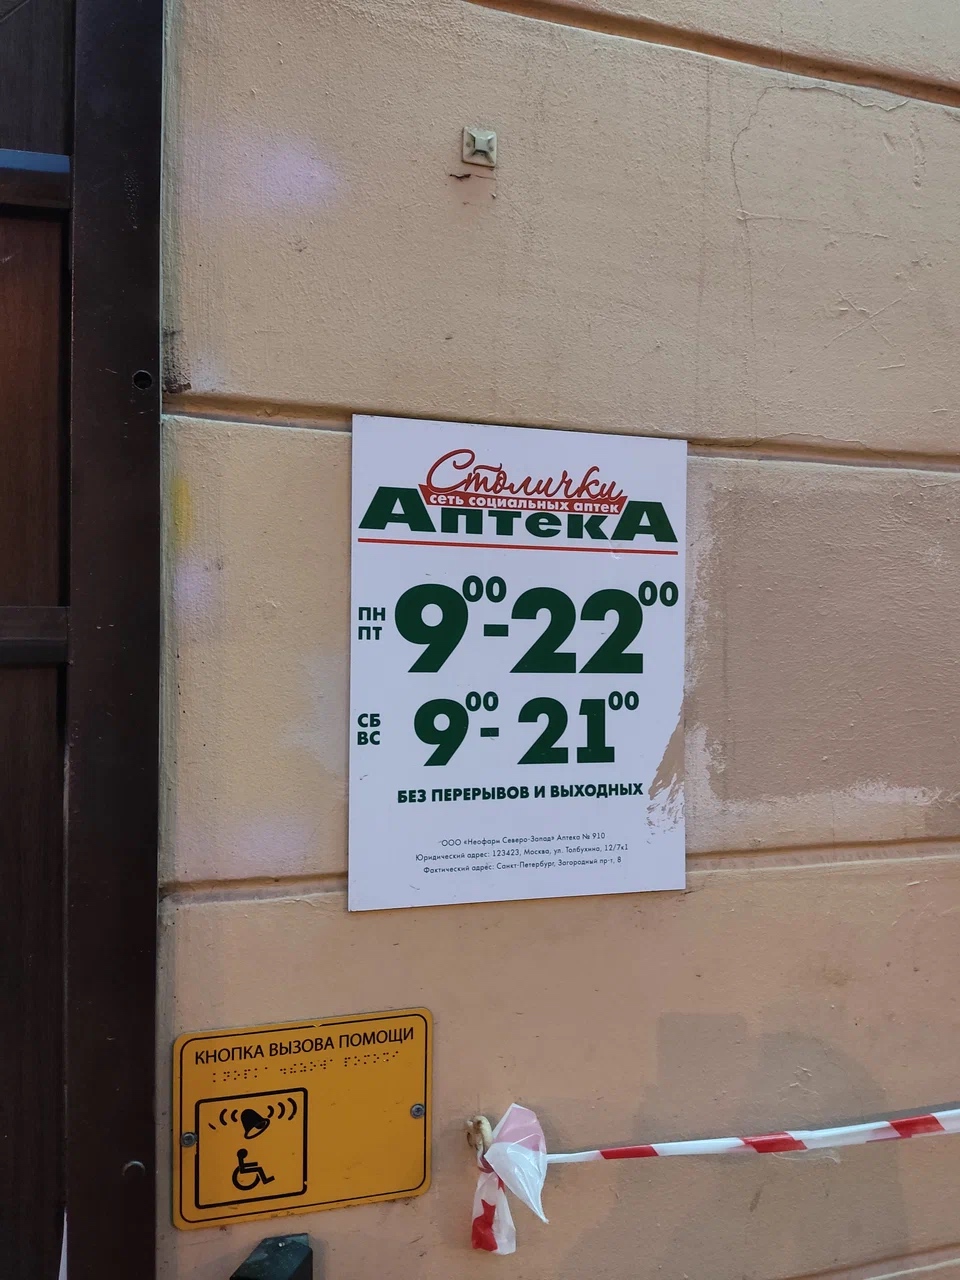 Столички
сеть социальных аптек
Аптека
ПН
ПТ
9⁰⁰-22⁰⁰
СБ
ВС
9⁰⁰-21⁰⁰
БЕЗ ПЕРЕРЫВОВ И ВЫХОДНЫХ
ООО «Неофарм Северо-Запад» Аптека № 910
Юридический адрес: 123423, Москва, ул. Толбухина, 12/7к1
Фактический адрес: Санкт-Петербург, Загородный пр-т, 8
КНОПКА ВЫЗОВА ПОМОЩИ